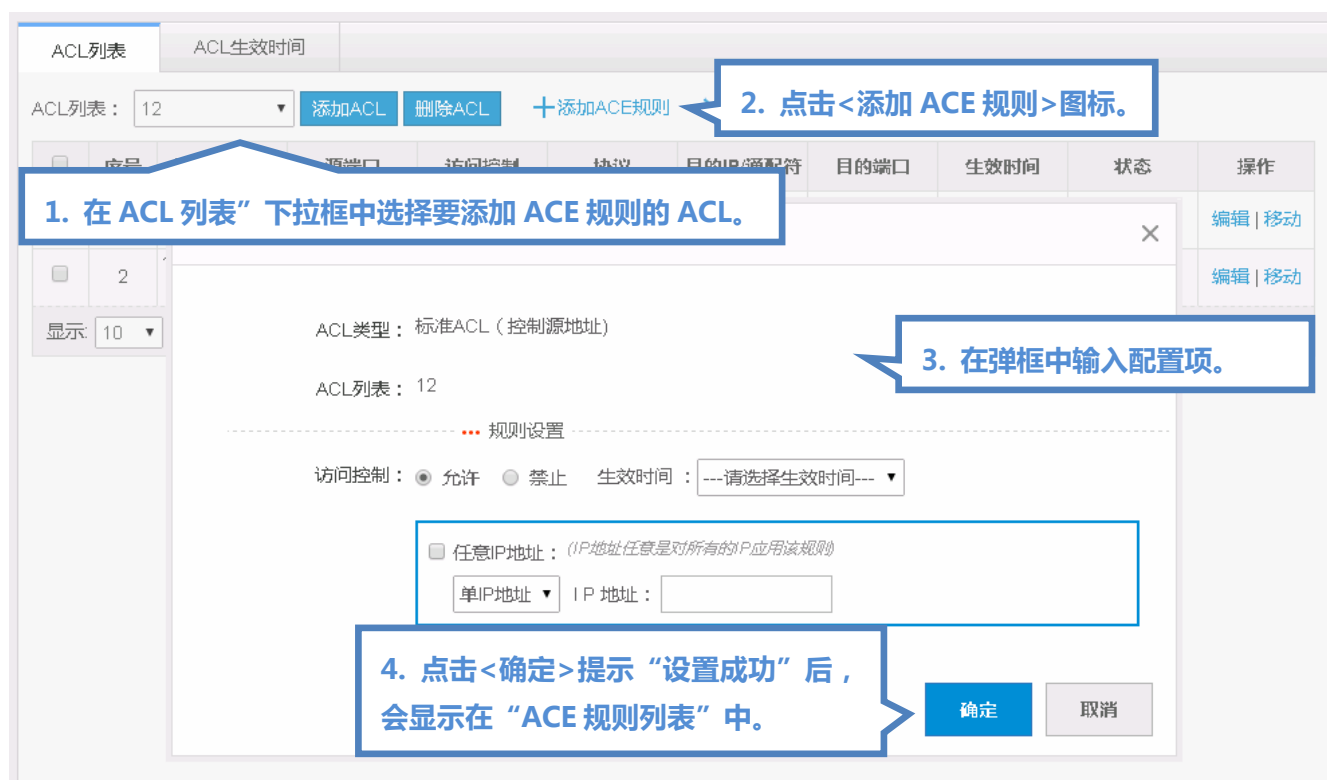 ACL列表 ACL生效时间
ACL列表： 12 添加ACL 删除ACL 添加ACE规则
2. 点击<添加 ACE 规则>图标。
序号 源端口 访问控制 协议 目的IP/通配符 目的端口 生效时间 状态 操作
1. 在 ACL 列表”下拉框中选择要添加 ACE 规则的 ACL。
编辑 | 移动
2 编辑 | 移动
显示: 10
ACL类型： 标准ACL（控制源地址)
3. 在弹框中输入配置项。
ACL列表： 12
规则设置
访问控制： 允许 禁止 生效时间 ：---请选择生效时间---
任意IP地址： (IP地址任意是对所有的IP应用该规则)
单IP地址 I P 地址：
4. 点击<确定>提示“设置成功”后，
会显示在“ACE 规则列表”中。
确定 取消